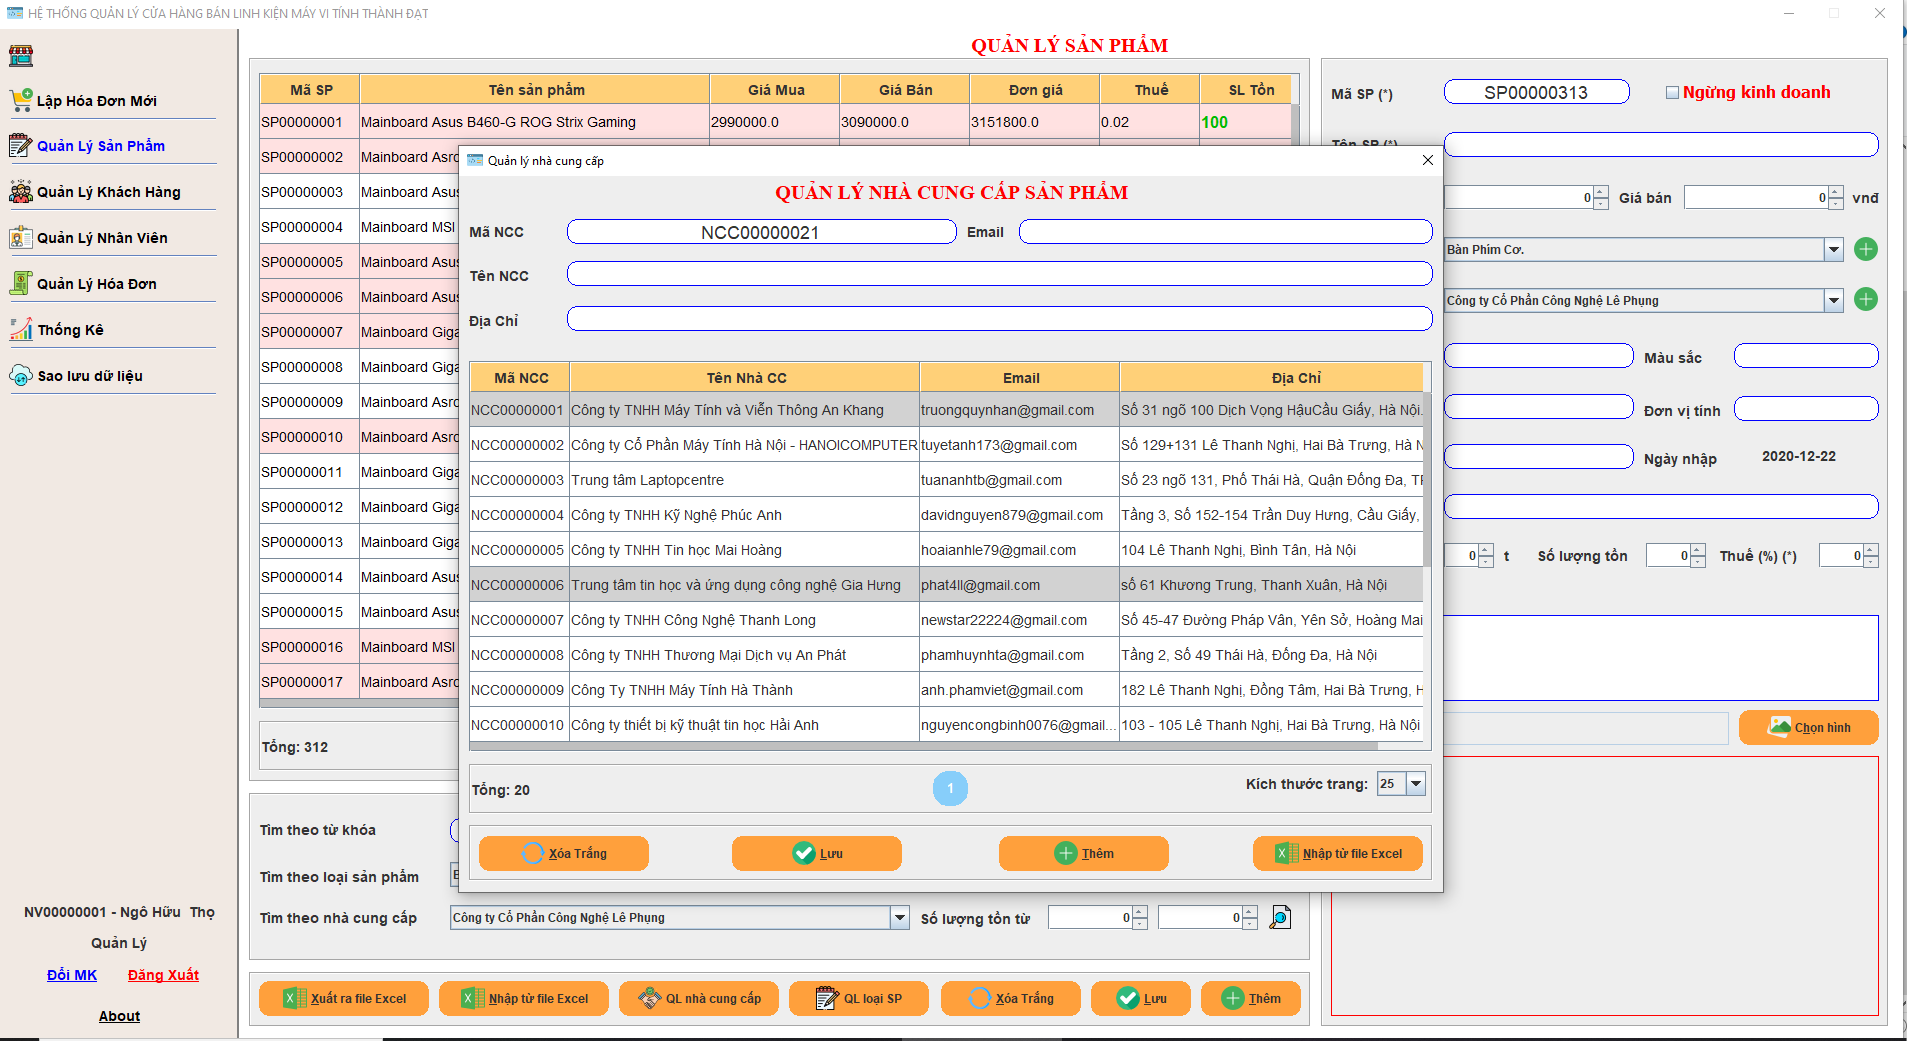 HỆ THỐNG QUẢN LÝ CỬA HÀNG BÁN LINH KIỆN MÁY VI TÍNH THÀNH ĐẠT
Lập Hóa Đơn Mới
Quản Lý Sản Phẩm
Quản Lý Khách Hàng
Quản Lý Nhân Viên
Quản Lý Hóa Đơn
Thống Kê
Sao lưu dữ liệu
NV00000001 - Ngô Hữu Thọ
Quản Lý
Đổi MK Đăng Xuất
About
QUẢN LÝ SẢN PHẨM
Mã SP Tên sản phẩm Giá Mua Giá Bán Đơn giá Thuế SL Tồn
SP00000001 Mainboard Asus B460-G ROG Strix Gaming 2990000.0 3090000.0 3151800.0 0.02 100
SP00000002 Mainboard Asro
SP00000003 Mainboard Asus
SP00000004 Mainboard MSI
SP00000005 Mainboard Asus
SP00000006 Mainboard Asus
SP00000007 Mainboard Giga
SP00000008 Mainboard Giga
SP00000009 Mainboard Asro
SP00000010 Mainboard Asro
SP00000011 Mainboard Giga
SP00000012 Mainboard Giga
SP00000013 Mainboard Giga
SP00000014 Mainboard Asus
SP00000015 Mainboard Asus
SP00000016 Mainboard MSI
SP00000017 Mainboard Asro
Tổng: 312
Tìm theo từ khóa
Tìm theo loại sản phẩm
Tìm theo nhà cung cấp Công ty Cổ Phần Công Nghệ Lê Phụng Số lượng tồn từ 0 0
Xuất ra file Excel Nhập từ file Excel QL nhà cung cấp QL loại SP Xóa Trắng Lưu Thêm
Quản lý nhà cung cấp
QUẢN LÝ NHÀ CUNG CẤP SẢN PHẨM
Mã NCC NCC00000021 Email
Tên NCC
Địa Chỉ
Mã NCC Tên Nhà CC Email Địa Chỉ
NCC00000001 Công ty TNHH Máy Tính và Viễn Thông An Khang truongquynhan@gmail.com Số 31 ngõ 100 Dịch Vọng HậuCầu Giấy, Hà Nội.
NCC00000002 Công ty Cổ Phần Máy Tính Hà Nội - HANOICOMPUTER tuyetanh173@gmail.com Số 129+131 Lê Thanh Nghị, Hai Bà Trưng, Hà N
NCC00000003 Trung tâm Laptopcentre tuananhtb@gmail.com Số 23 ngõ 131, Phố Thái Hà, Quận Đống Đa, TP
NCC00000004 Công ty TNHH Kỹ Nghệ Phúc Anh davidnguyen879@gmail.com Tầng 3, Số 152-154 Trần Duy Hưng, Cầu Giấy,
NCC00000005 Công ty TNHH Tin học Mai Hoàng hoaianhle79@gmail.com 104 Lê Thanh Nghị, Bình Tân, Hà Nội
NCC00000006 Trung tâm tin học và ứng dụng công nghệ Gia Hưng phat4ll@gmail.com số 61 Khương Trung, Thanh Xuân, Hà Nội
NCC00000007 Công ty TNHH Công Nghệ Thanh Long newstar22224@gmail.com Số 45-47 Đường Pháp Vân, Yên Sở, Hoàng Mai
NCC00000008 Công ty TNHH Thương Mại Dịch vụ An Phát phamhuynhta@gmail.com Tầng 2, Số 49 Thái Hà, Đống Đa, Hà Nội
NCC00000009 Công Ty TNHH Máy Tính Hà Thành anh.phamviet@gmail.com 182 Lê Thanh Nghị, Đồng Tâm, Hai Bà Trưng, H
NCC00000010 Công ty thiết bị kỹ thuật tin học Hải Anh nguyencongbinh0076@gmail... 103 - 105 Lê Thanh Nghị, Hai Bà Trưng, Hà Nội
Tổng: 20 1 Kích thước trang: 25
Xóa Trắng Lưu Thêm Nhập từ file Excel
Mã SP (*) SP00000313 Ngừng kinh doanh
Tên SP (*)
0 Giá bán 0 vnđ
Bàn Phím Cơ.
Công ty Cổ Phần Công Nghệ Lê Phụng
Màu sắc
Đơn vị tính
Ngày nhập 2020-12-22
0 t Số lượng tồn 0 Thuế (%) (*) 0
Chọn hình